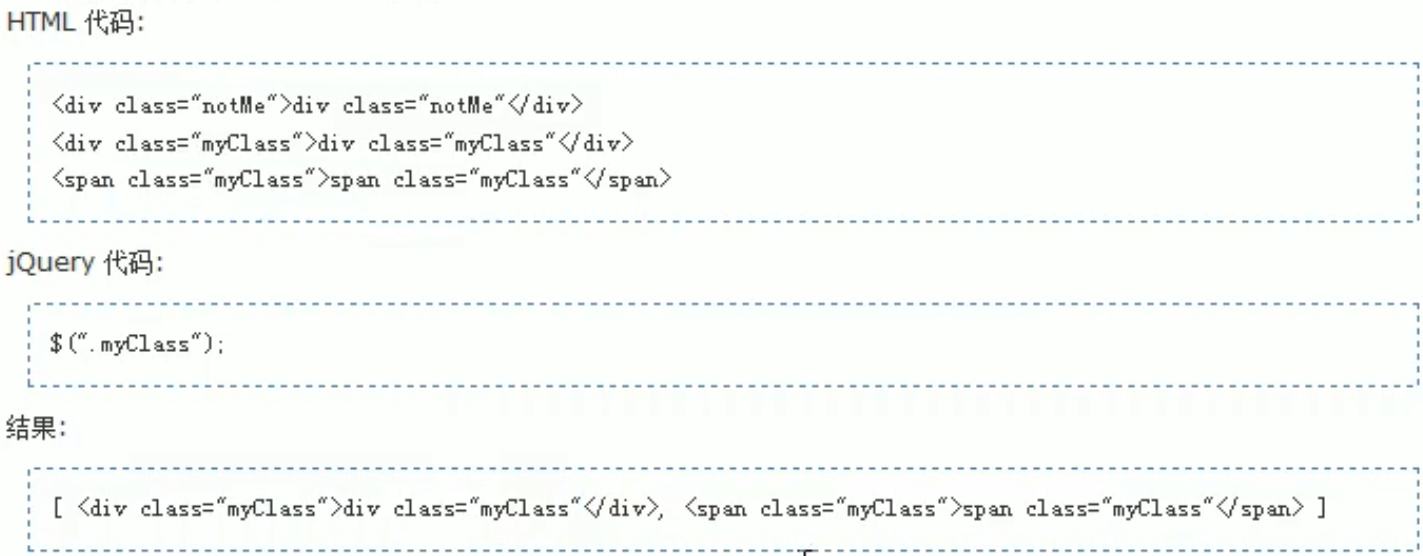 HTML 代码:
<div class="notMe">div class="notMe"</div>
<div class="myClass">div class="myClass"</div>
<span class="myClass">span class="myClass"</span>
jQuery 代码:
$(".myClass");
结果:
[ <div class="myClass">div class="myClass"</div>, <span class="myClass">span class="myClass"</span> ]